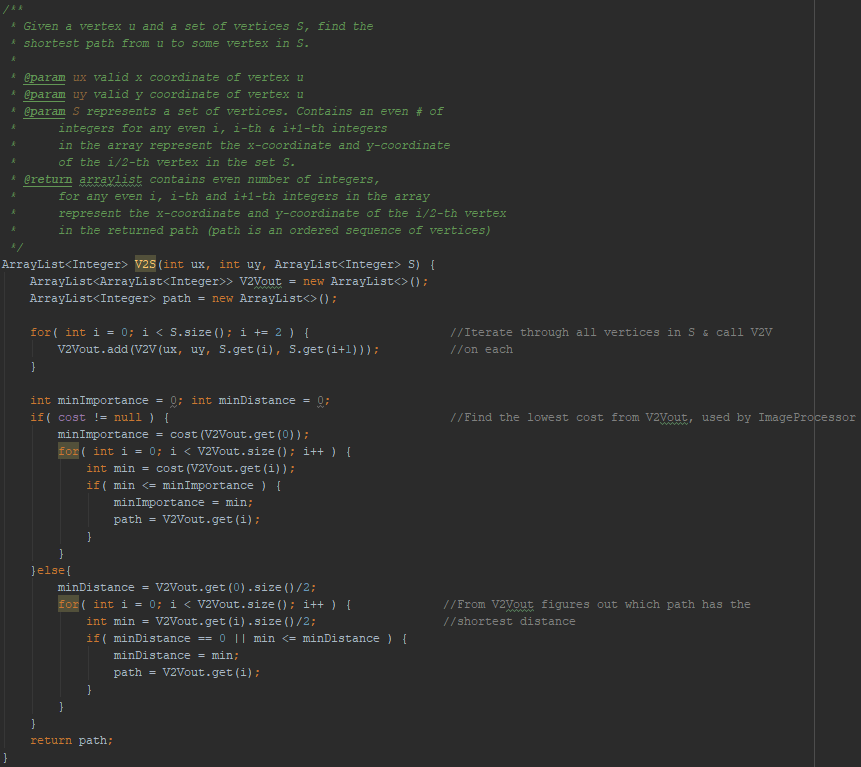 /**
 * Given a vertex u and a set of vertices S, find the
 * shortest path from u to some vertex in S.
 *
 * @param ux valid x coordinate of vertex u
 * @param uy valid y coordinate of vertex u
 * @param S represents a set of vertices. Contains an even # of
 *      integers for any even i, i-th & i+1-th integers
 *      in the array represent the x-coordinate and y-coordinate
 *      of the i/2-th vertex in the set S.
 * @return arraylist contains even number of integers,
 *      for any even i, i-th and i+1-th integers in the array
 *      represent the x-coordinate and y-coordinate of the i/2-th vertex
 *      in the returned path (path is an ordered sequence of vertices)
 */
ArrayList<Integer> V2S(int ux, int uy, ArrayList<Integer> S) {
    ArrayList<ArrayList<Integer>> V2Vout = new ArrayList<>();
    ArrayList<Integer> path = new ArrayList<>();

    for( int i = 0; i < S.size(); i += 2 ) {                    //Iterate through all vertices in S & call V2V
        V2Vout.add(V2V(ux, uy, S.get(i), S.get(i+1)));          //on each
    }

    int minImportance = 0; int minDistance = 0;
    if( cost != null ) {                                        //Find the lowest cost from V2Vout, used by ImageProcessor
        minImportance = cost(V2Vout.get(0));
        for( int i = 0; i < V2Vout.size(); i++ ) {
            int min = cost(V2Vout.get(i));
            if( min <= minImportance ) {
                minImportance = min;
                path = V2Vout.get(i);
            }
        }
    }else{
        minDistance = V2Vout.get(0).size()/2;
        for( int i = 0; i < V2Vout.size(); i++ ) {             //From V2Vout figures out which path has the
            int min = V2Vout.get(i).size()/2;                  //shortest distance
            if( minDistance == 0 || min <= minDistance ) {
                minDistance = min;
                path = V2Vout.get(i);
            }
        }
    }
    return path;
}